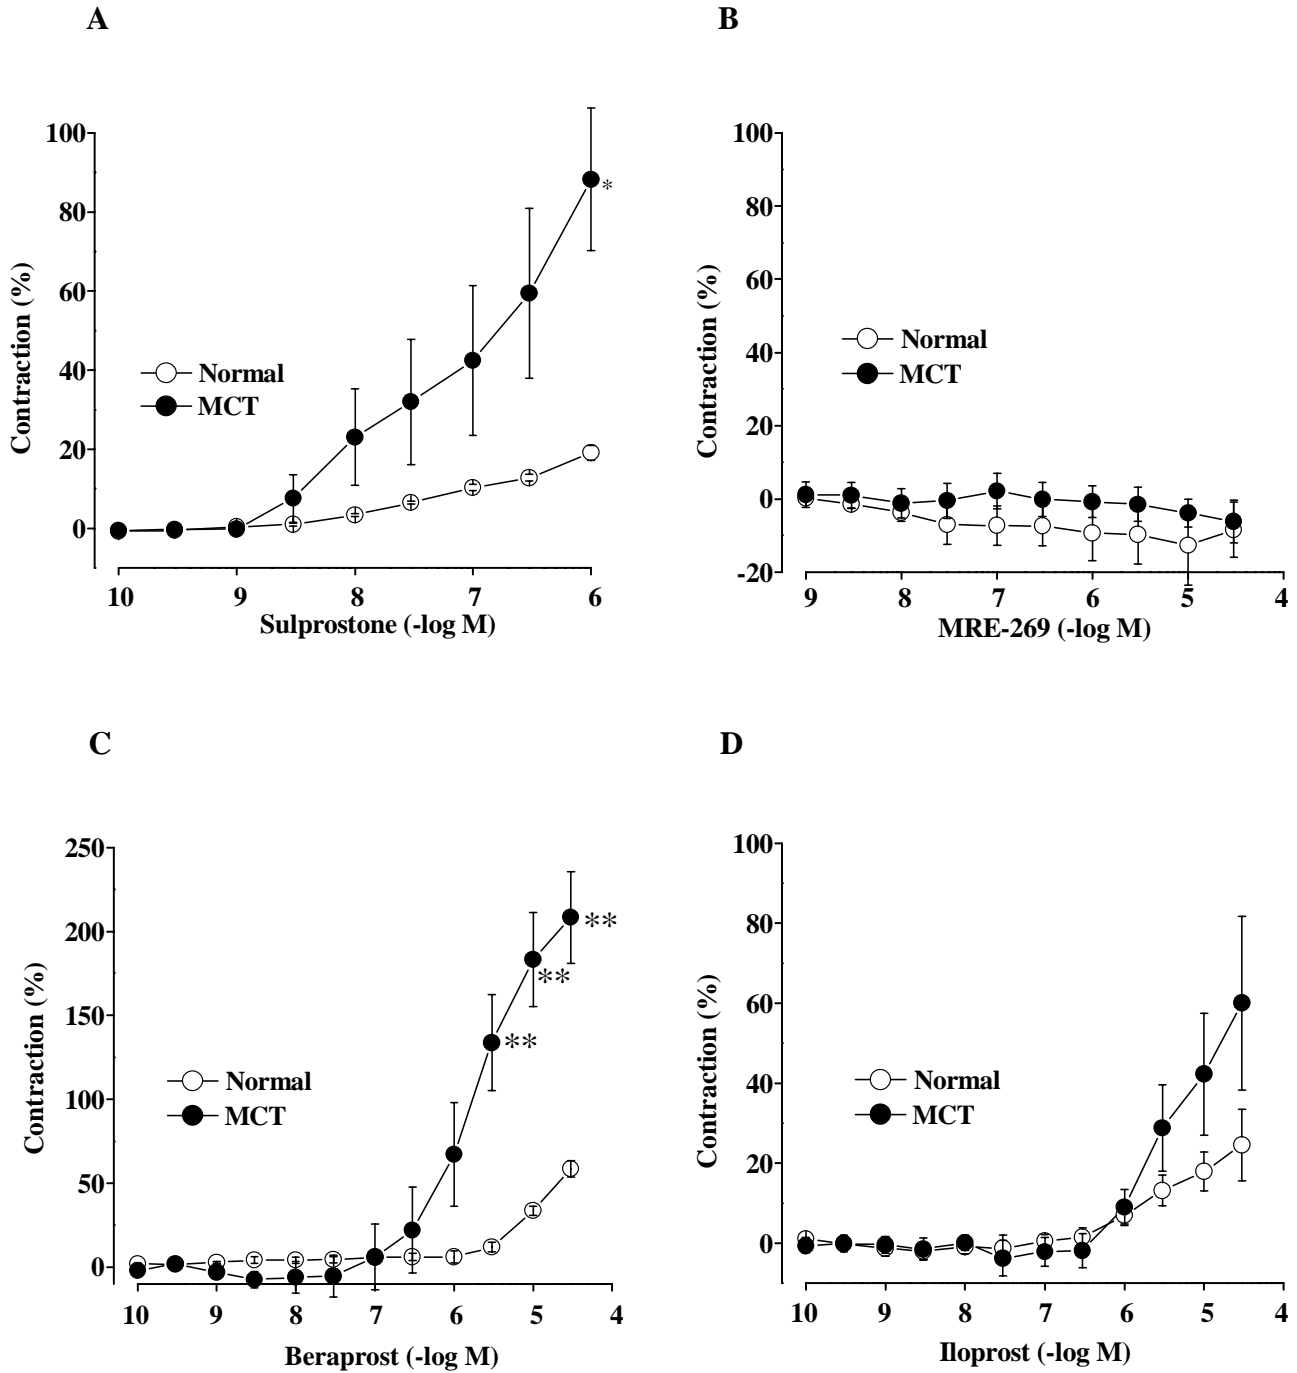 A
B
100
80
60
40
20
0
Contraction (%)
Normal
MCT
*
10 9 8 7 6
Sulprostone (-log M)
100
80
60
40
20
0
-20
Contraction (%)
Normal
MCT
9 8 7 6 5 4
MRE-269 (-log M)
C
D
250
200
150
100
50
0
Contraction (%)
Normal
MCT
**
**
**
10 9 8 7 6 5 4
Beraprost (-log M)
100
80
60
40
20
0
Contraction (%)
Normal
MCT
10 9 8 7 6 5 4
Iloprost (-log M)